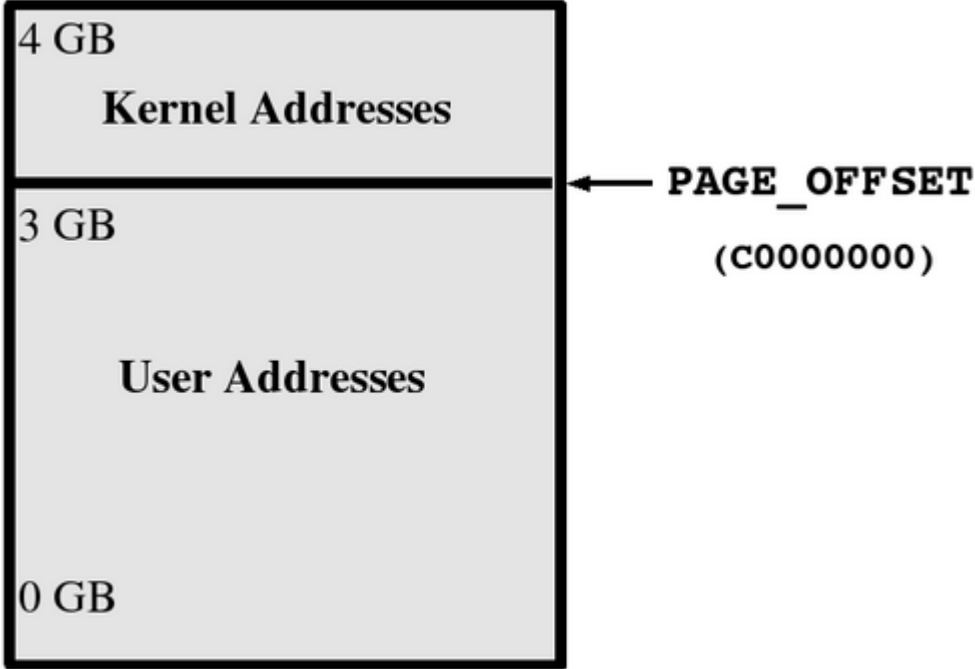 4 GB
Kernel Addresses
PAGE_OFFSET
3 GB
(C0000000)
User Addresses
0 GB